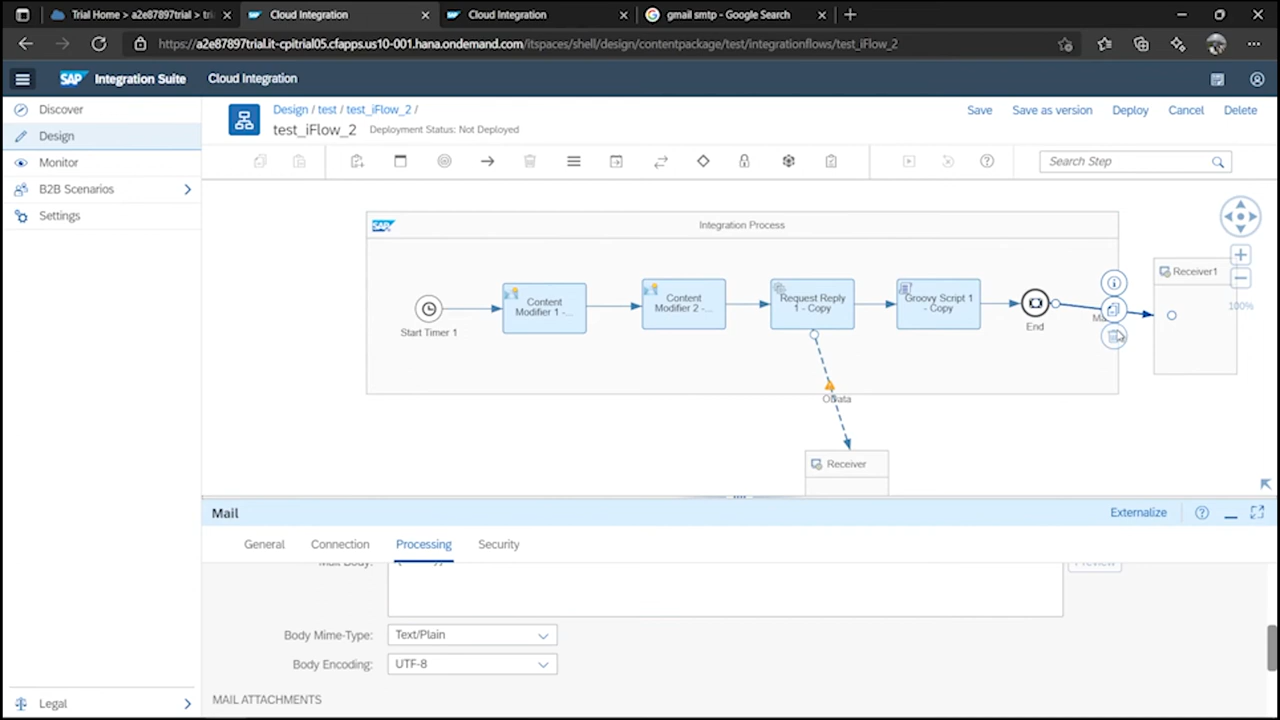 Trial Home > a2e87897trial > tri
Cloud Integration
Cloud Integration
gmail smtp - Google Search
https://a2e87897trial.it-cpitrial05.cfapps.us10-001.hana.ondemand.com/itspaces/shell/design/contentpackage/test/integrationflows/test_iFlow_2
SAP Integration Suite
Cloud Integration
Discover
Design
Monitor
B2B Scenarios
Settings
Legal
Design / test / test_iFlow_2 /
test_iFlow_2
Deployment Status: Not Deployed
Save
Save as version
Deploy
Cancel
Delete
Search Step
SAP
Integration Process
Start Timer 1
Content
Modifier 1 -...
Content
Modifier 2 -...
Request Reply
1 - Copy
Groovy Script 1
- Copy
End
Receiver1
100%
OData
Receiver
Mail
Externalize
General
Connection
Processing
Security
Mail Body:
Preview
Body Mime-Type:
Text/Plain
Body Encoding:
UTF-8
MAIL ATTACHMENTS